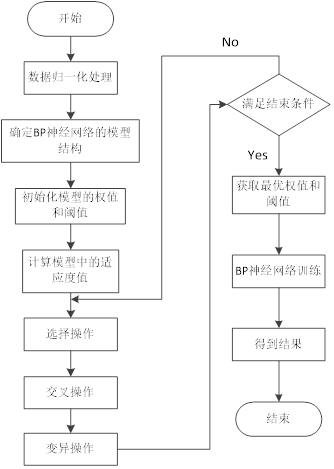 开始
数据归一化处理
确定BP神经网络的模型
结构
初始化模型的权值
和阈值
计算模型中的适
应度值
选择操作
交叉操作
变异操作
No
满足结束条件
Yes
获取最优权值和
阈值
BP神经网络训练
得到结果
结束